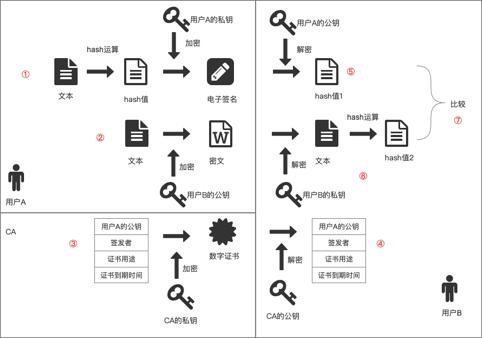 用户A的私钥
hash运算
加密
①
文本
hash值
电子签名
②
文本
密文
加密
用户B的公钥
用户A
CA
③
用户A的公钥
签发者
证书用途
证书到期时间
数字证书
加密
CA的私钥
用户A的公钥
解密
⑤
hash值1
hash运算
比较
⑦
文本
hash值2
解密
⑥
用户B的私钥
用户A的公钥
签发者
证书用途
证书到期时间
④
解密
CA的公钥
用户B